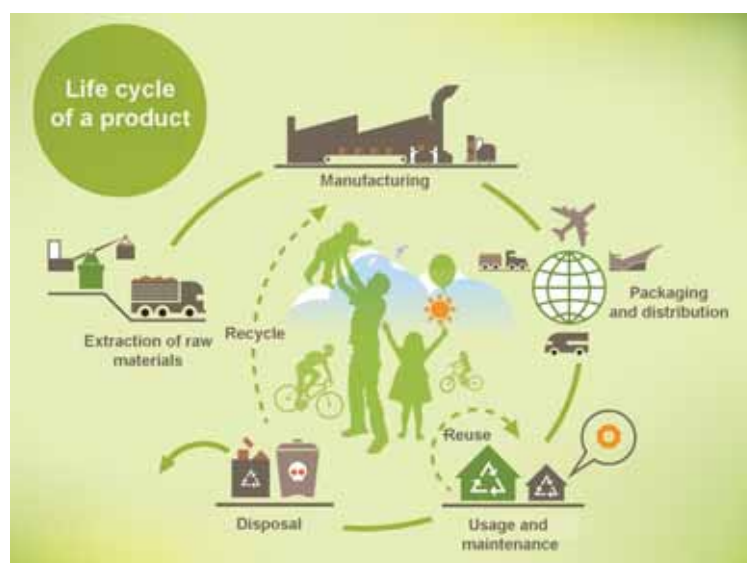 Life cycle
of a product
Manufacturing
Packaging
and distribution
Extraction of raw
materials
Recycle
Reuse
Disposal
Usage and
maintenance